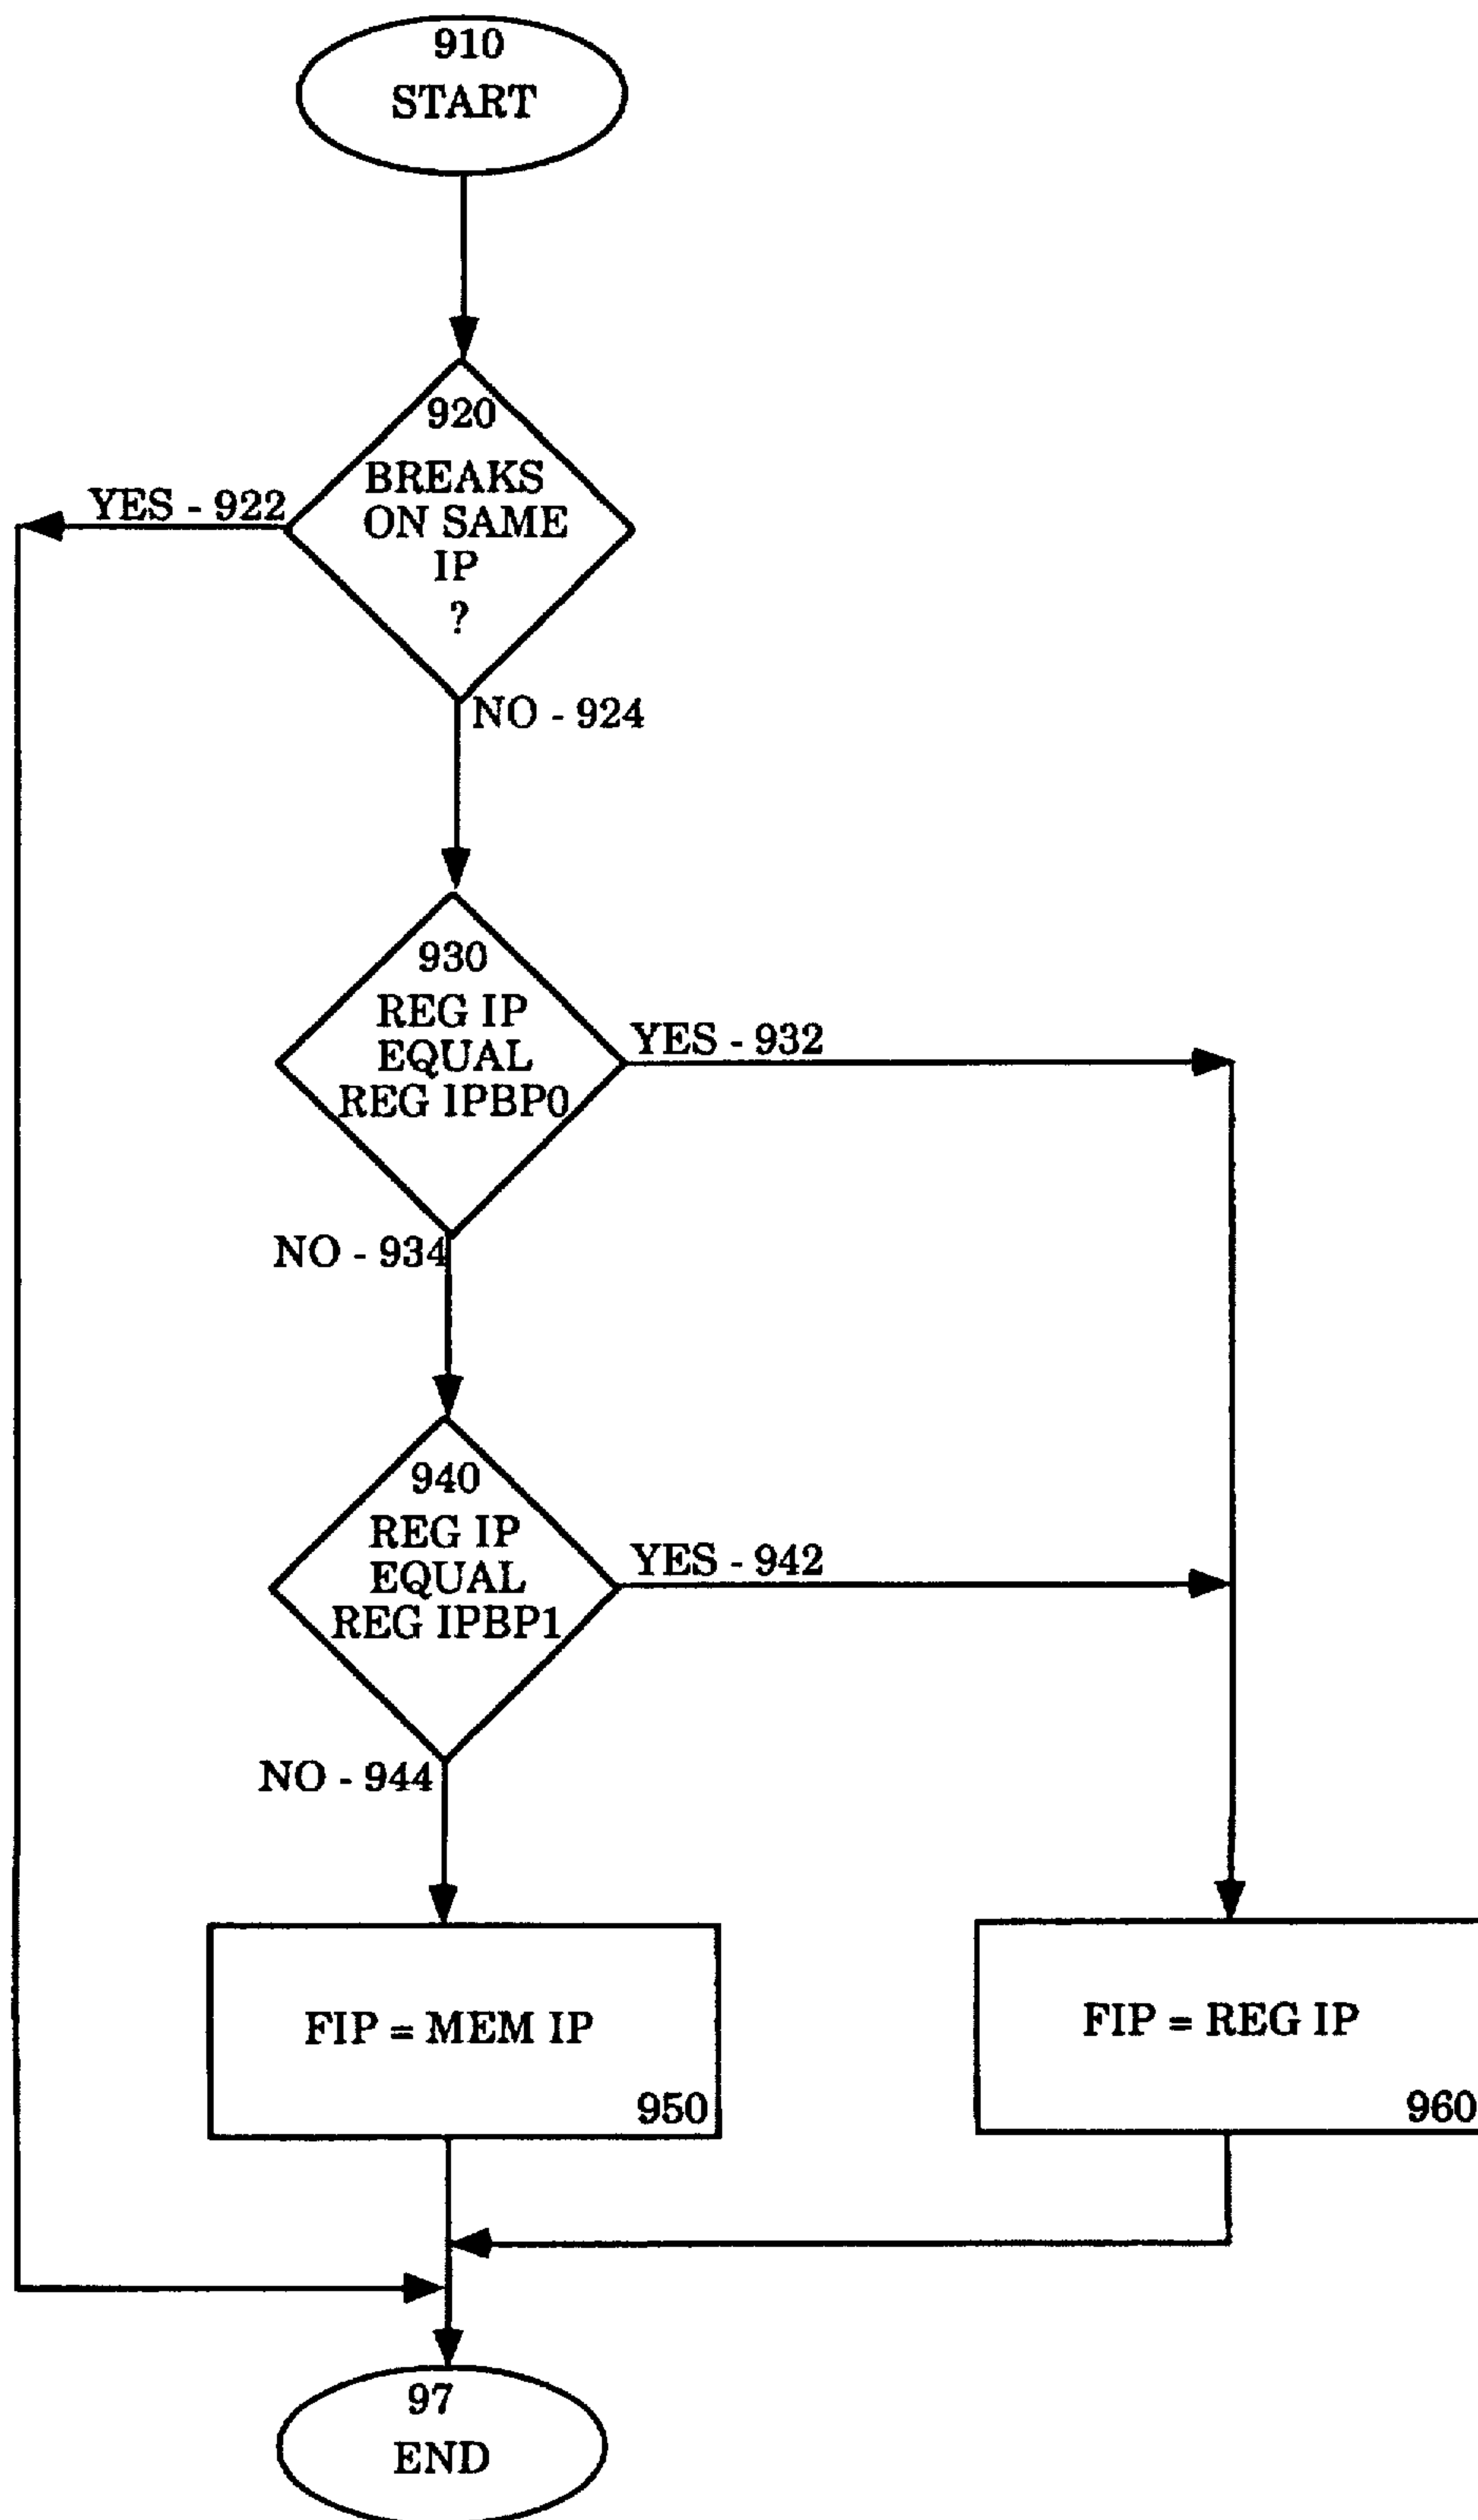 910
START
920
BREAKS
ON SAME
IP
?
YES - 922
NO - 924
930
REG IP
EQUAL
REG IPBP0
YES - 932
NO - 934
940
REG IP
EQUAL
REG IPBP1
YES - 942
NO - 944
FIP = MEM IP
950
FIP = REG IP
960
97
END